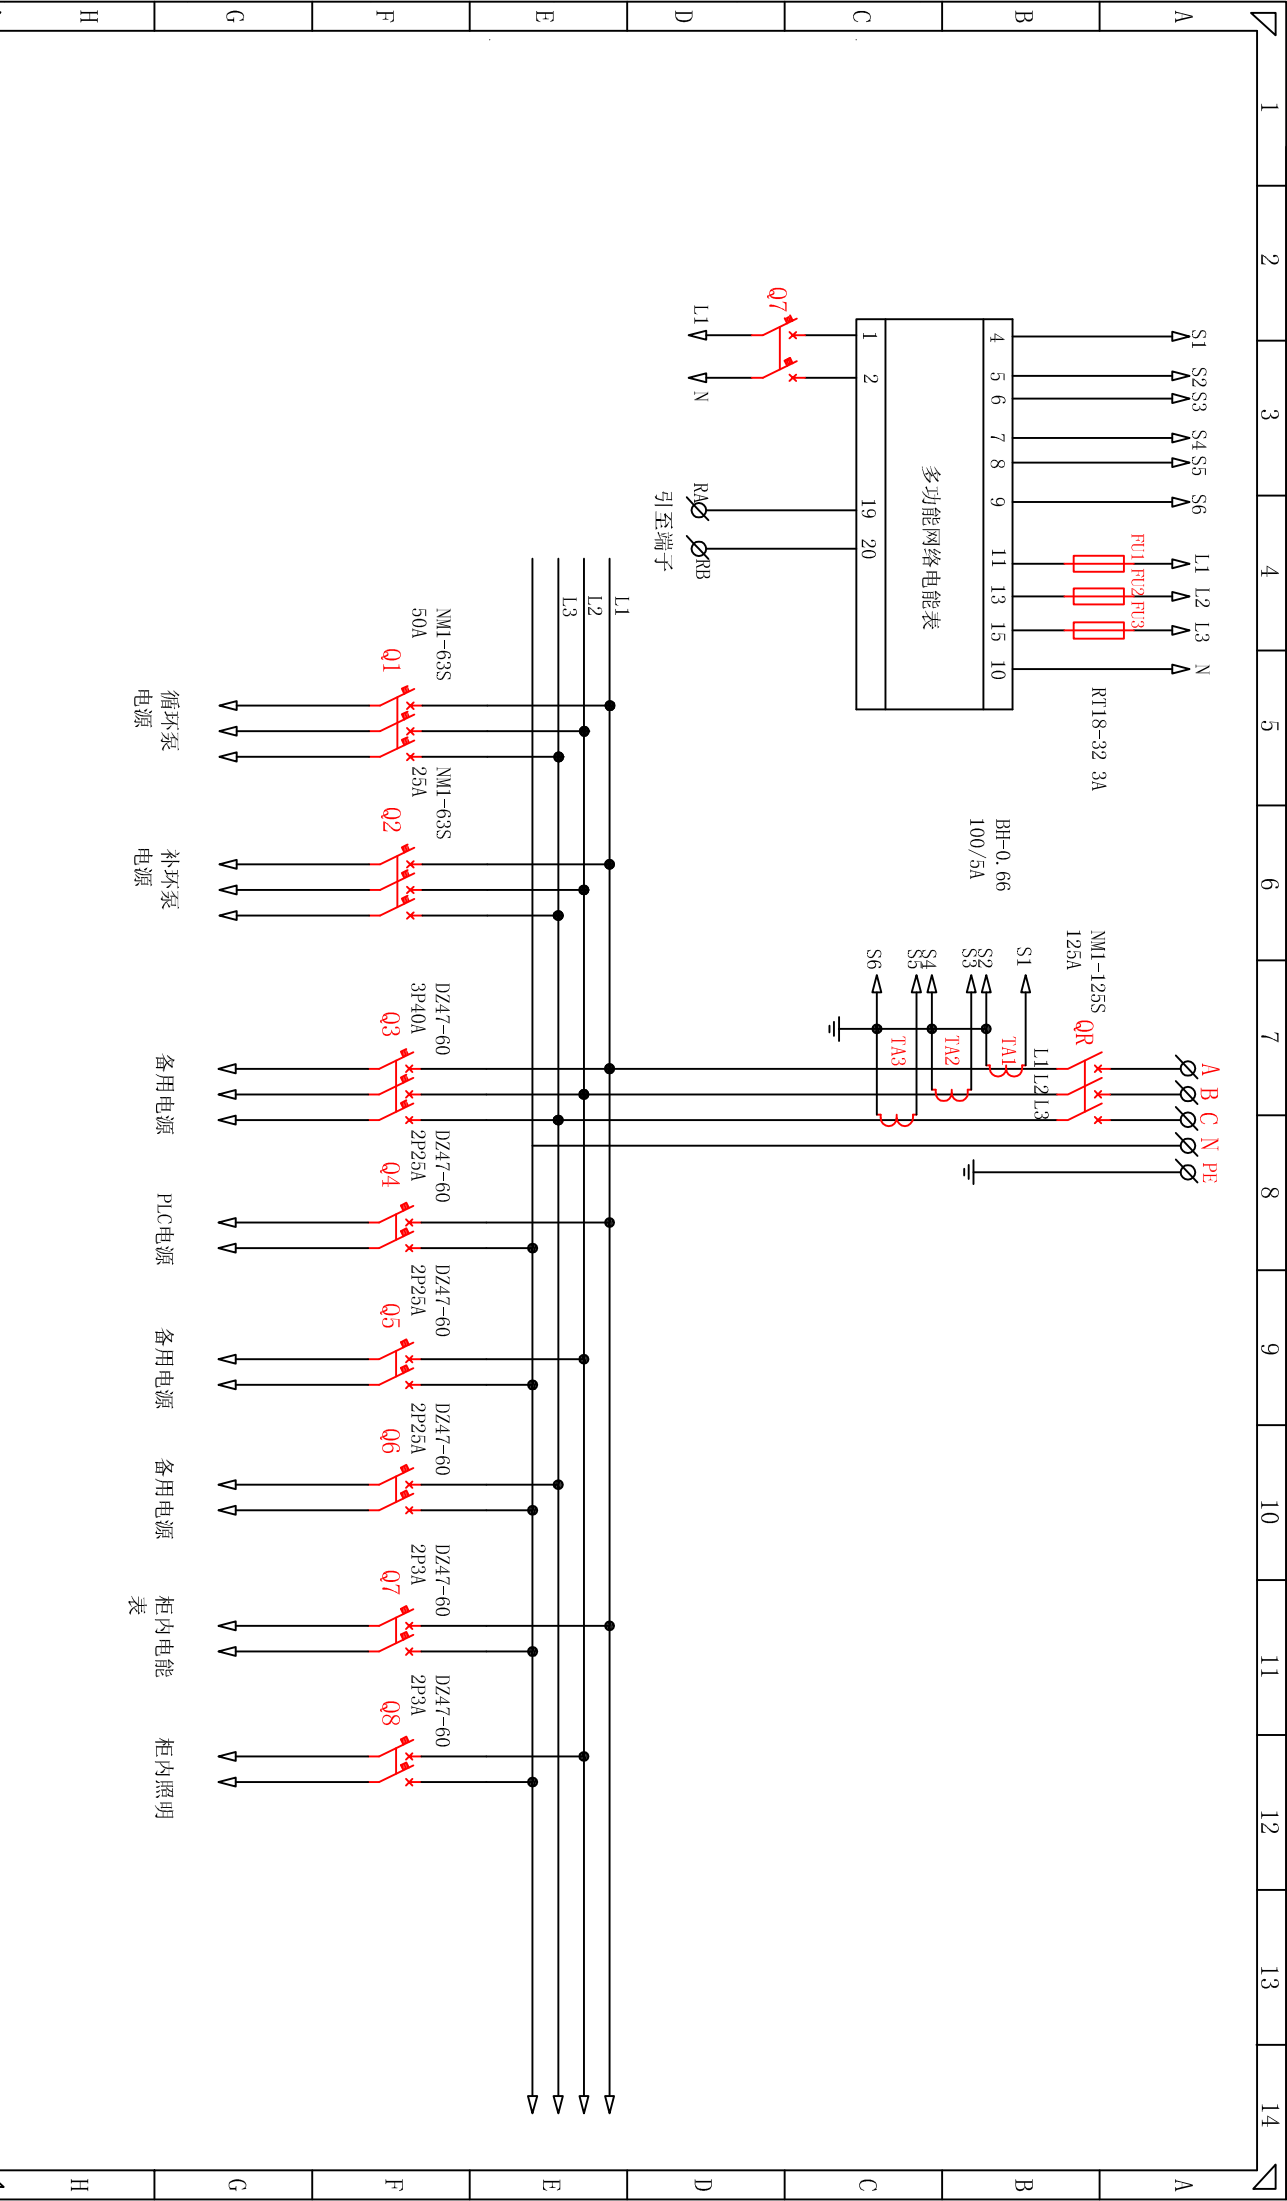 A
B
C
D
E
F
G
H
1
2
3
4
5
6
7
8
9
10
11
12
13
14
S1
S2
S3
S4
S5
S6
L1
L2
L3
N
FU1
FU2
FU3
RT18-32 3A
4
5
6
7
8
9
11
13
15
10
多功能网络电能表
1
2
19
20
Q7
L1
N
RA
RB
引至端子
A
B
C
N
PE
NM1-125S
125A
QR
L1
L2
L3
BH-0.66
100/5A
S1
S2
S3
S4
S5
S6
TA1
TA2
TA3
L1
L2
L3
NM1-63S
50A
Q1
循环泵
电源
NM1-63S
25A
Q2
补环泵
电源
DZ47-60
3P40A
Q3
备用电源
DZ47-60
2P25A
Q4
PLC电源
DZ47-60
2P25A
Q5
备用电源
DZ47-60
2P25A
Q6
备用电源
DZ47-60
2P3A
Q7
柜内电能
表
DZ47-60
2P3A
Q8
柜内照明
A
B
C
D
E
F
G
H